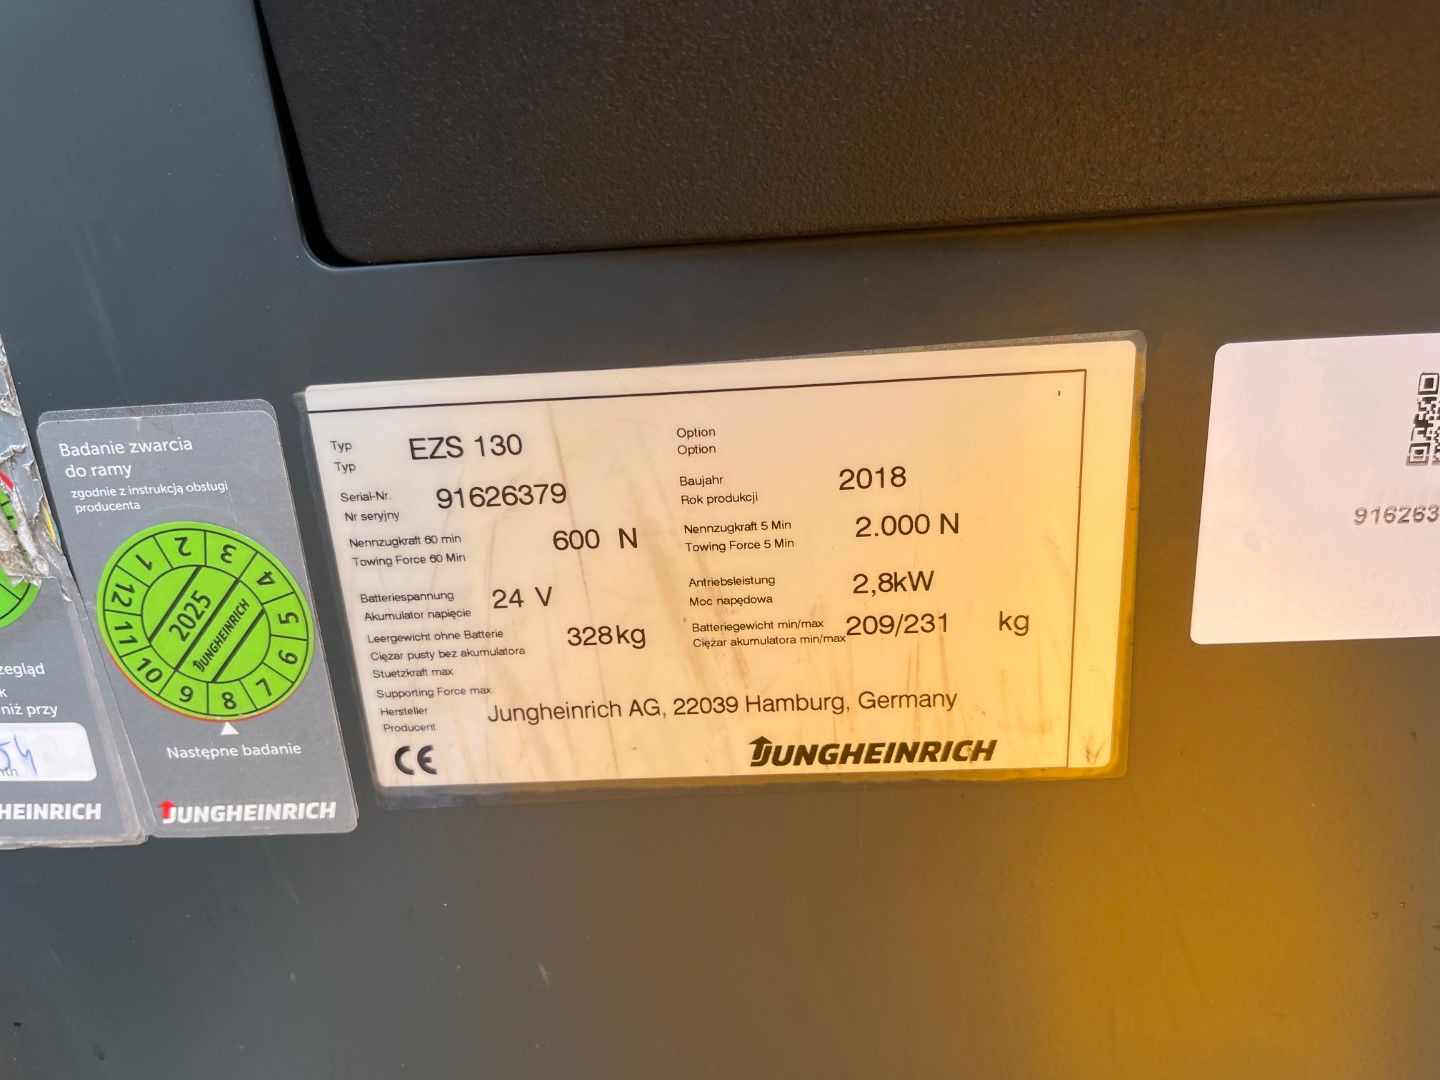 Badanie zwarcia
do ramy
zgodnie z instrukcją obsługi
producenta
1 2 3 4 5 6 7 8 9 10 11 12
2025
JUNGHEINRICH
Następne badanie
JUNGHEINRICH
niż przy
HEINRICH
Typ EZS 130
Typ
Serial-Nr. 91626379
Nr seryjny
Nennzugkraft 60 min 600 N
Towing Force 60 Min
Batteriespannung 24 V
Akumulator napięcie
Leergewicht ohne Batterie 328kg
Ciężar pusty bez akumulatora
Stuetzkraft max
Supporting Force max.
Hersteller Jungheinrich AG, 22039 Hamburg, Germany
Producent
Option
Option
Baujahr 2018
Rok produkcji
Nennzugkraft 5 Min 2.000 N
Towing Force 5 Min
Antriebsleistung 2,8kW
Moc napędowa
Batteriegewicht min/max 209/231 kg
Ciężar akumulatora min/max
CE
JUNGHEINRICH
916263